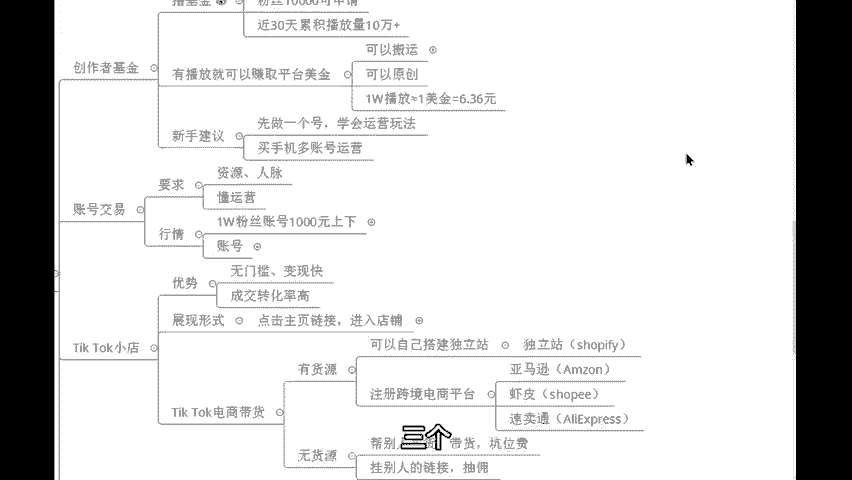 粉丝10000可申请
近30天累积播放量10万+
创作者基金
有播放就可以赚取平台美金
可以搬运
可以原创
1W播放≈1美金=6.36元
新手建议
先做一个号，学会运营玩法
买手机多账号运营
账号交易
要求
资源、人脉
懂运营
行情
1W粉丝账号1000元上下
账号
Tik Tok小店
优势
无门槛、变现快
成交转化率高
展现形式
点击主页链接，进入店铺
Tik Tok电商带货
有货源
可以自己搭建独立站
独立站（shopify）
注册跨境电商平台
亚马逊（Amzon）
虾皮（shopee）
速卖通（AliExpress）
无货源
帮别
带货，坑位费
挂别人的链接，抽佣
三个